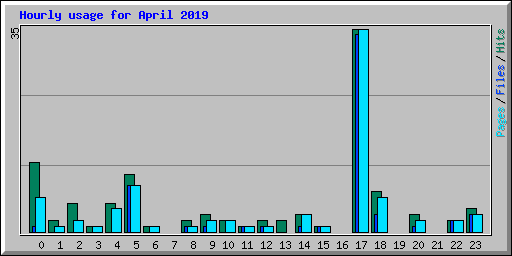 Hourly usage for April 2019
35
Pages/Files/Hits
0 1 2 3 4 5 6 7 8 9 10 11 12 13 14 15 16 17 18 19 20 21 22 23